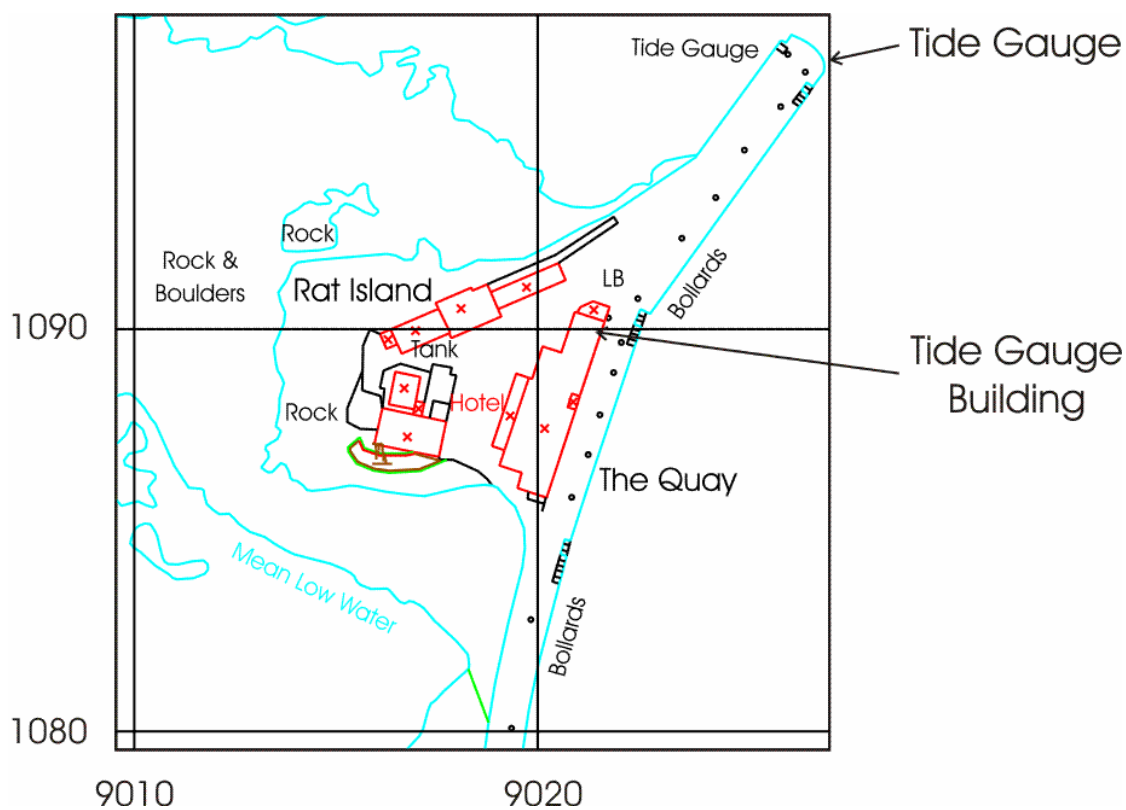 Tide Gauge
Tide Gauge
Rock
Rock &
Boulders
Rat Island
LB
Bollards
1090
Tank
Tide Gauge
Building
Rock
Hotel
The Quay
Mean Low Water
Bollards
1080
9010
9020